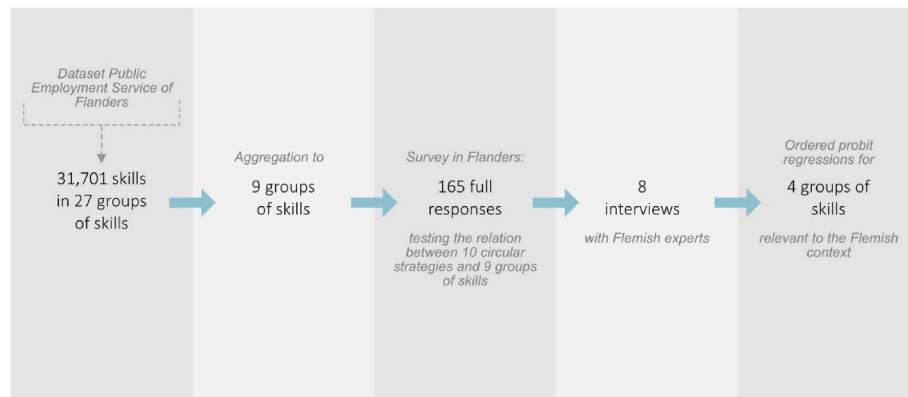 Dataset Public
Employment Service of
Flanders
31,701 skills
in 27 groups
of skills
Aggregation to
9 groups
of skills
Survey in Flanders:
165 full
responses
testing the relation
between 10 circular
strategies and 9 groups
of skills
8
interviews
with Flemish experts
Ordered probit
regressions for
4 groups of
skills
relevant to the Flemish
context